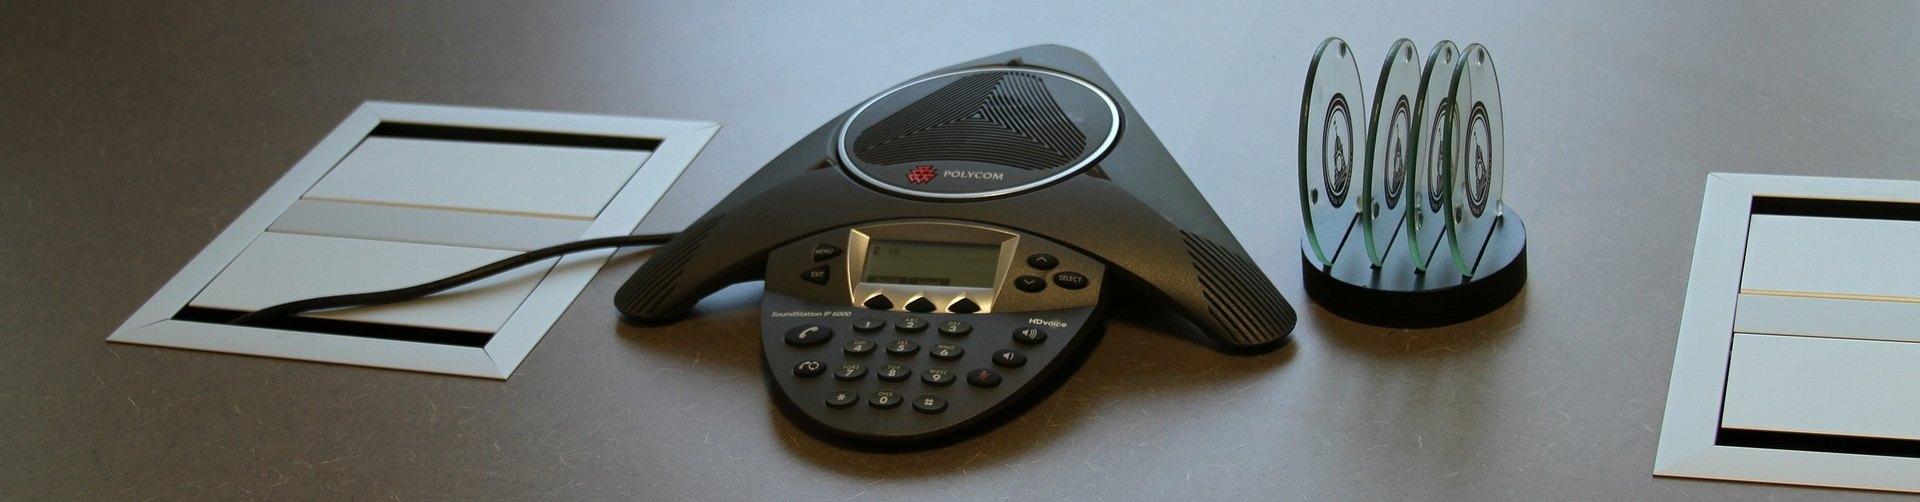 POLYCOM
MENU
EXIT
SELECT
SoundStation IP 6000
HDvoice
ABC
2
DEF
3
GHI
4
JKL
5
MNO
6
PQRS
7
TUV
8
WXYZ
9
*
OPER
0
#